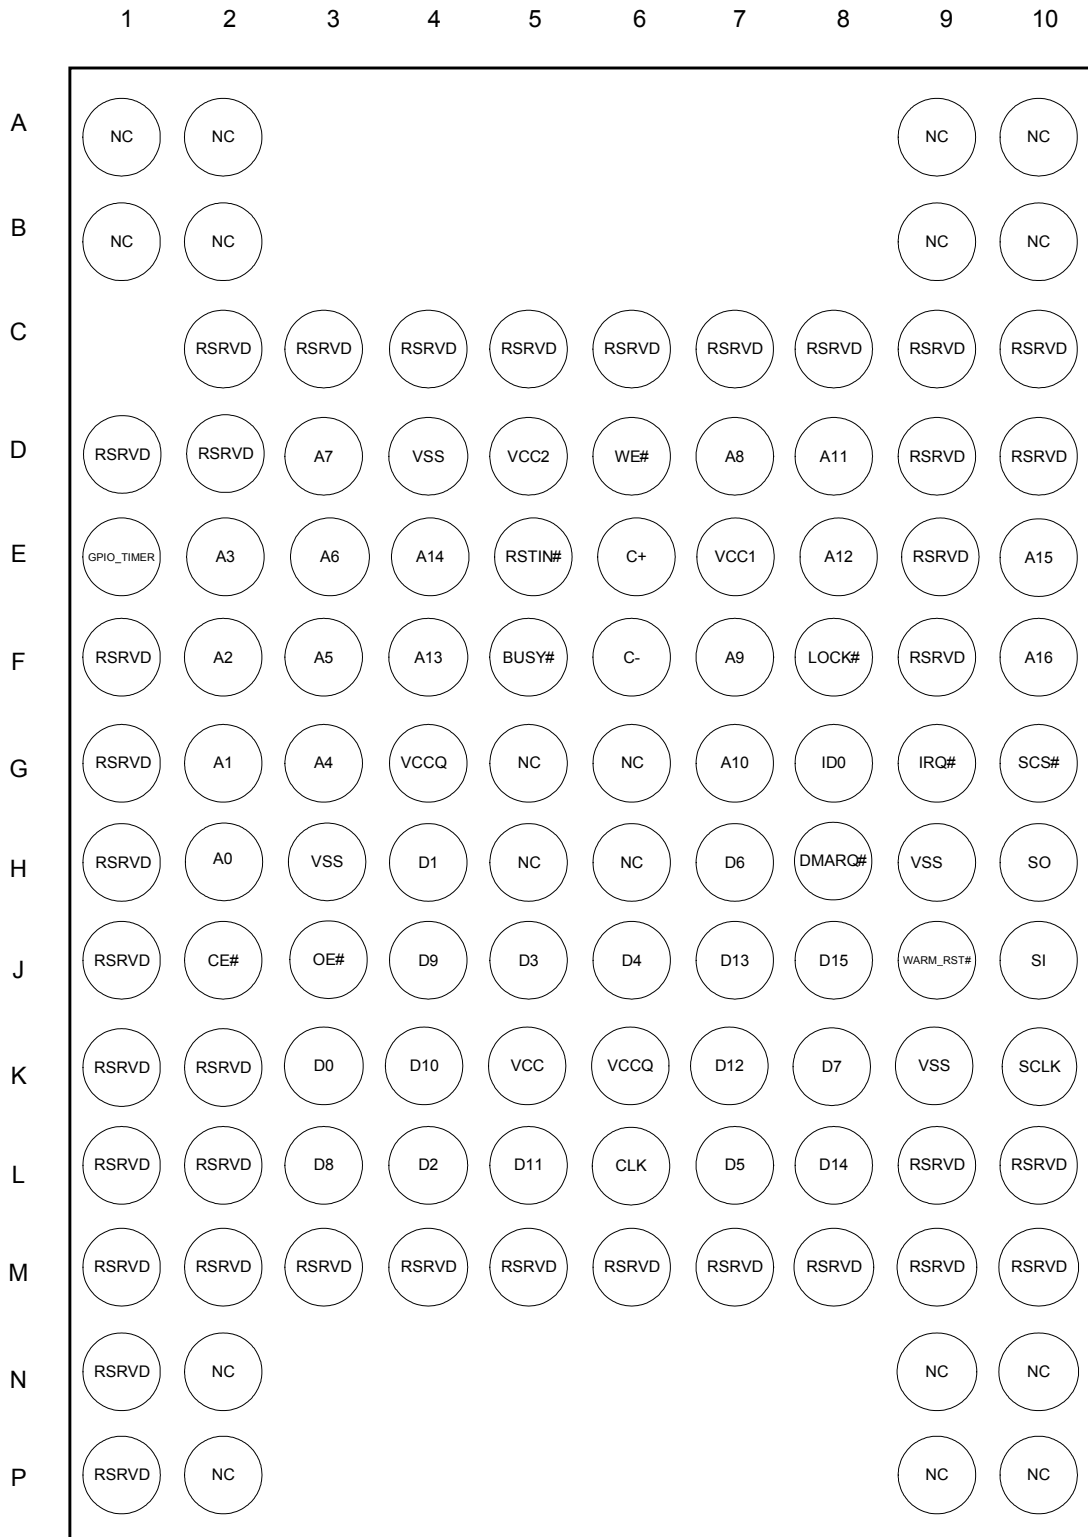 1 2 3 4 5 6 7 8 9 10
A NC NC NC NC
B NC NC NC NC
C RSRVD RSRVD RSRVD RSRVD RSRVD RSRVD RSRVD RSRVD RSRVD
D RSRVD RSRVD A7 VSS VCC2 WE# A8 A11 RSRVD RSRVD
E GPIO_TIMER A3 A6 A14 RSTIN# C+ VCC1 A12 RSRVD A15
F RSRVD A2 A5 A13 BUSY# C- A9 LOCK# RSRVD A16
G RSRVD A1 A4 VCCQ NC NC A10 ID0 IRQ# SCS#
H RSRVD A0 VSS D1 NC NC D6 DMARQ# VSS SO
J RSRVD CE# OE# D9 D3 D4 D13 D15 WARM_RST# SI
K RSRVD RSRVD D0 D10 VCC VCCQ D12 D7 VSS SCLK
L RSRVD RSRVD D8 D2 D11 CLK D5 D14 RSRVD RSRVD
M RSRVD RSRVD RSRVD RSRVD RSRVD RSRVD RSRVD RSRVD RSRVD RSRVD
N RSRVD NC NC NC
P RSRVD NC NC NC